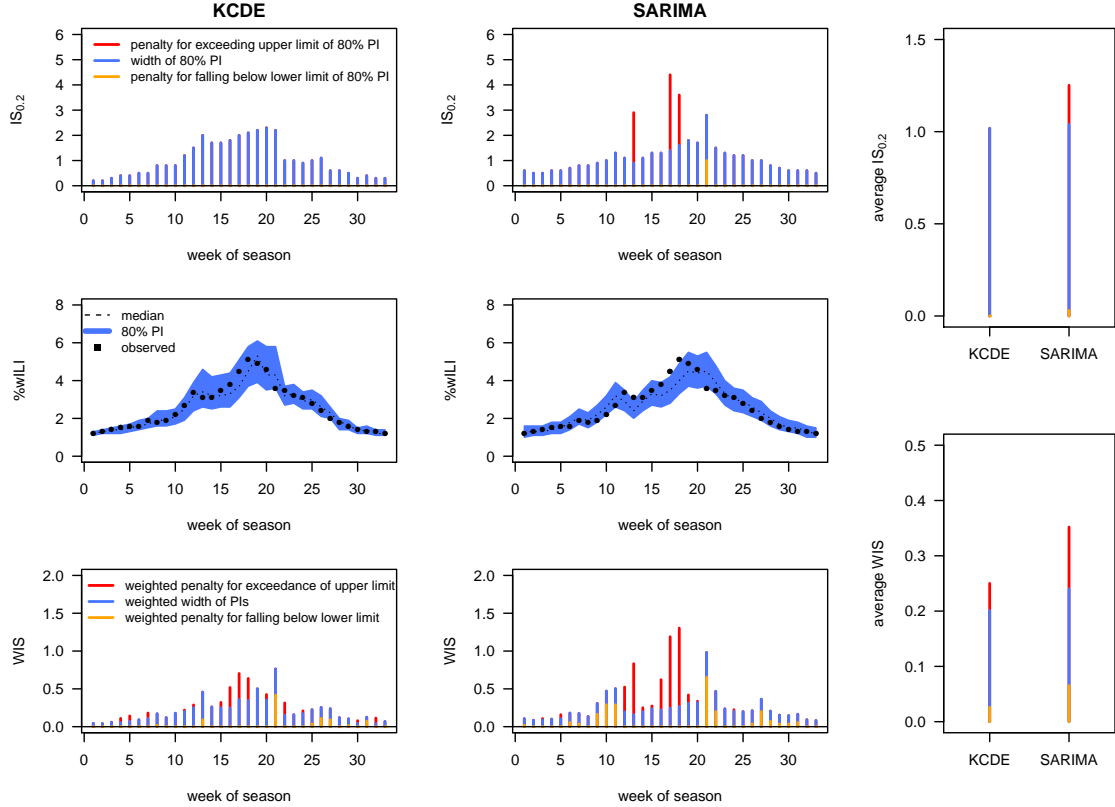 KCDE
SARIMA
6
5
4
3
2
1
0
IS0.2
penalty for exceeding upper limit of 80% PI
width of 80% PI
penalty for falling below lower limit of 80% PI
0 5 10 15 20 25 30
week of season
6
5
4
3
2
1
0
IS0.2
0 5 10 15 20 25 30
week of season
1.5
1.0
0.5
0.0
average IS0.2
KCDE SARIMA
8
6
4
2
0
%wILI
median
80% PI
observed
0 5 10 15 20 25 30
week of season
8
6
4
2
0
%wILI
0 5 10 15 20 25 30
week of season
2.0
1.5
1.0
0.5
0.0
WIS
weighted penalty for exceedance of upper limit
weighted width of PIs
weighted penalty for falling below lower limit
0 5 10 15 20 25 30
week of season
2.0
1.5
1.0
0.5
0.0
WIS
0 5 10 15 20 25 30
week of season
0.5
0.4
0.3
0.2
0.1
0.0
average WIS
KCDE SARIMA